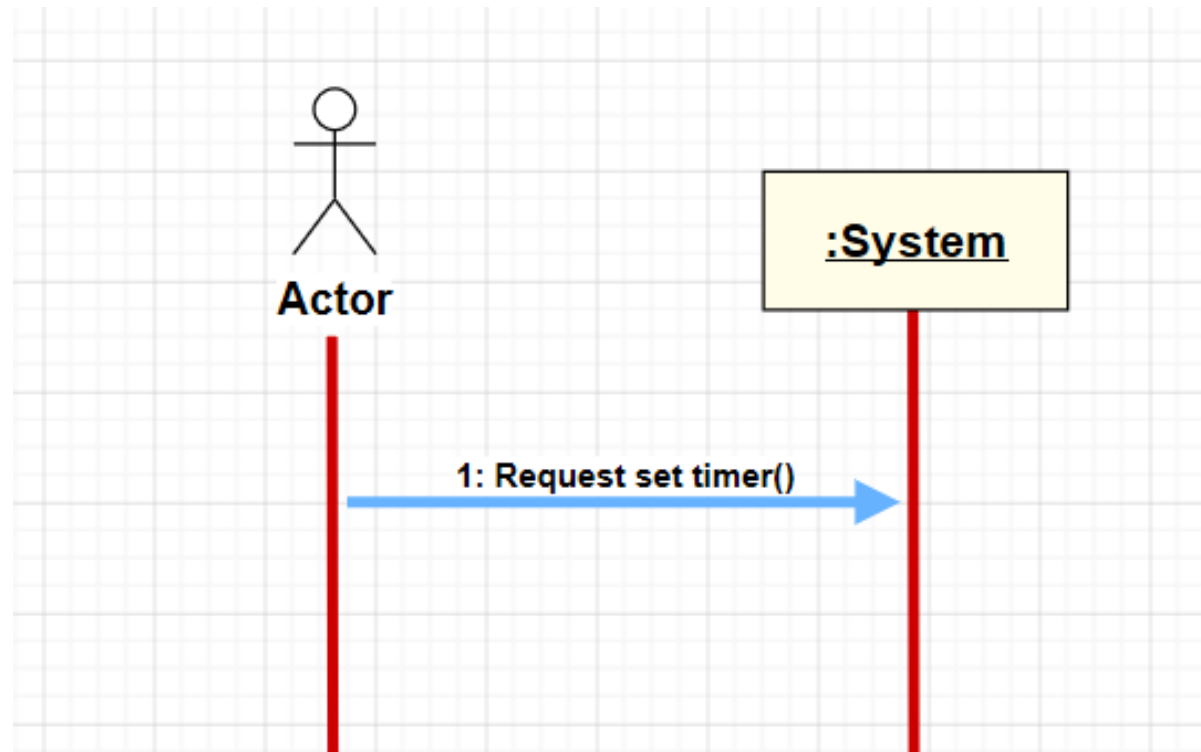 :System
Actor
1: Request set timer()